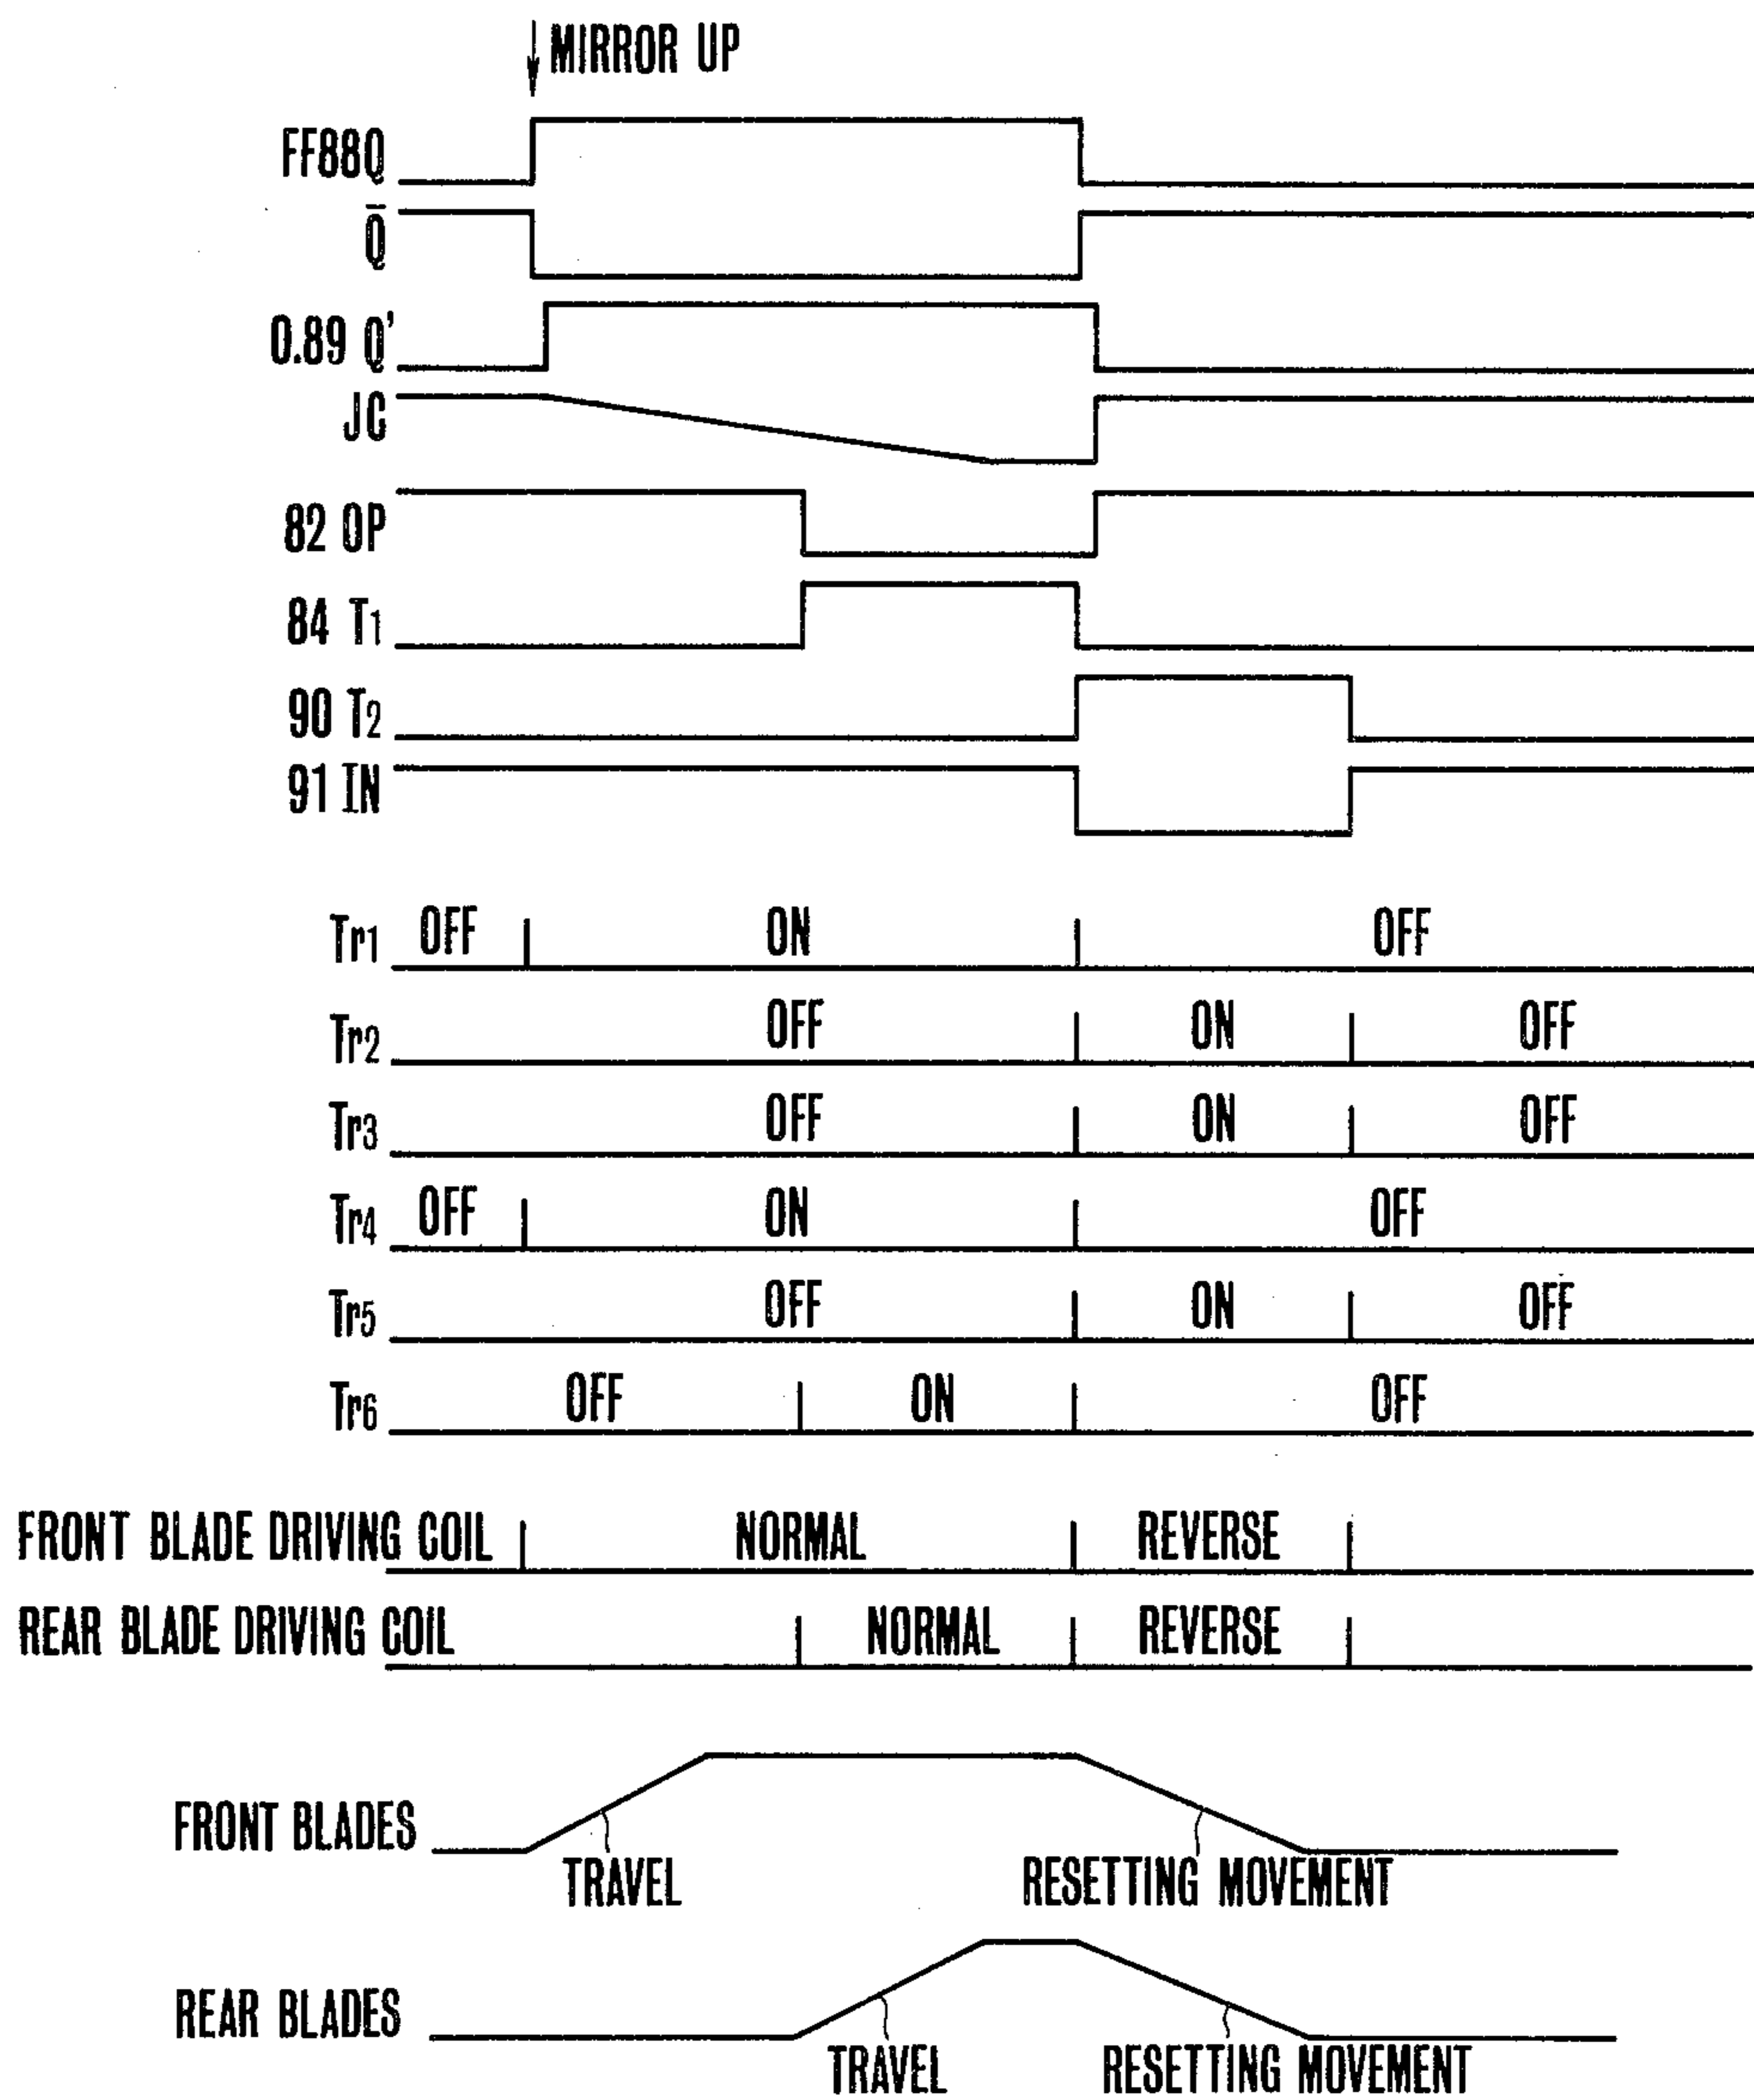 MIRROR UP
FF88Q
Q̄
0.89 Q'
JC
82 OP
84 T1
90 T2
91 IN
Tr1 OFF ON OFF
Tr2 OFF ON OFF
Tr3 OFF ON OFF
Tr4 OFF ON OFF
Tr5 OFF ON OFF
Tr6 OFF ON OFF
FRONT BLADE DRIVING COIL NORMAL REVERSE
REAR BLADE DRIVING COIL NORMAL REVERSE
FRONT BLADES
TRAVEL RESETTING MOVEMENT
REAR BLADES
TRAVEL RESETTING MOVEMENT